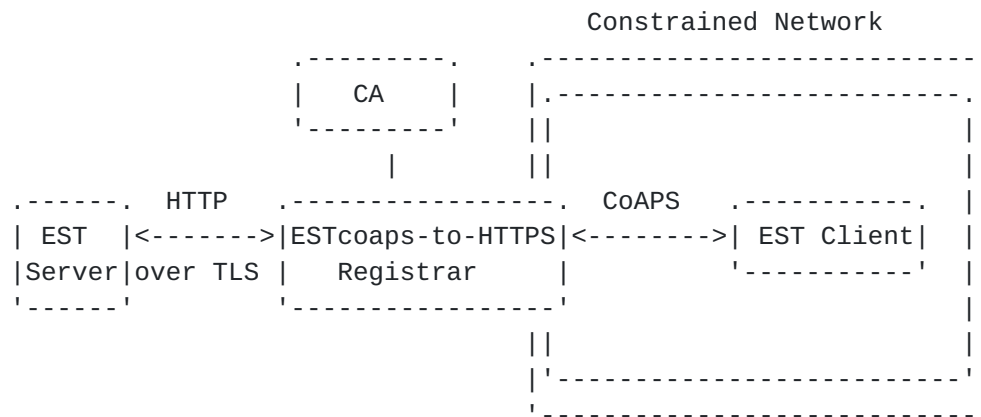 Constrained Network
CA
HTTP CoAPS
EST ESTcoaps-to-HTTPS EST Client
Server over TLS Registrar